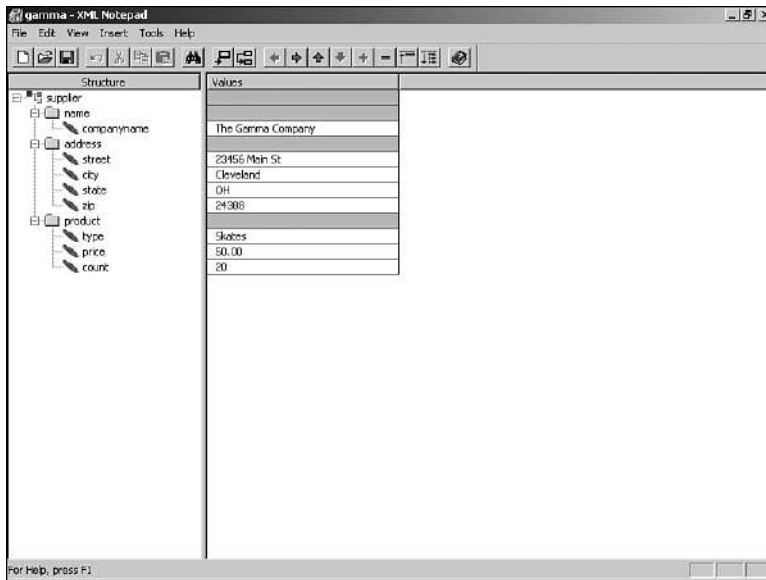 gamma - XML Notepad
File Edit View Insert Tools Help
Structure Values
supplier
name
companyname The Gamma Company
address
street 23456 Main St
city Cleveland
state OH
zip 24388
product
type Skates
price 50.00
count 20
For Help, press F1